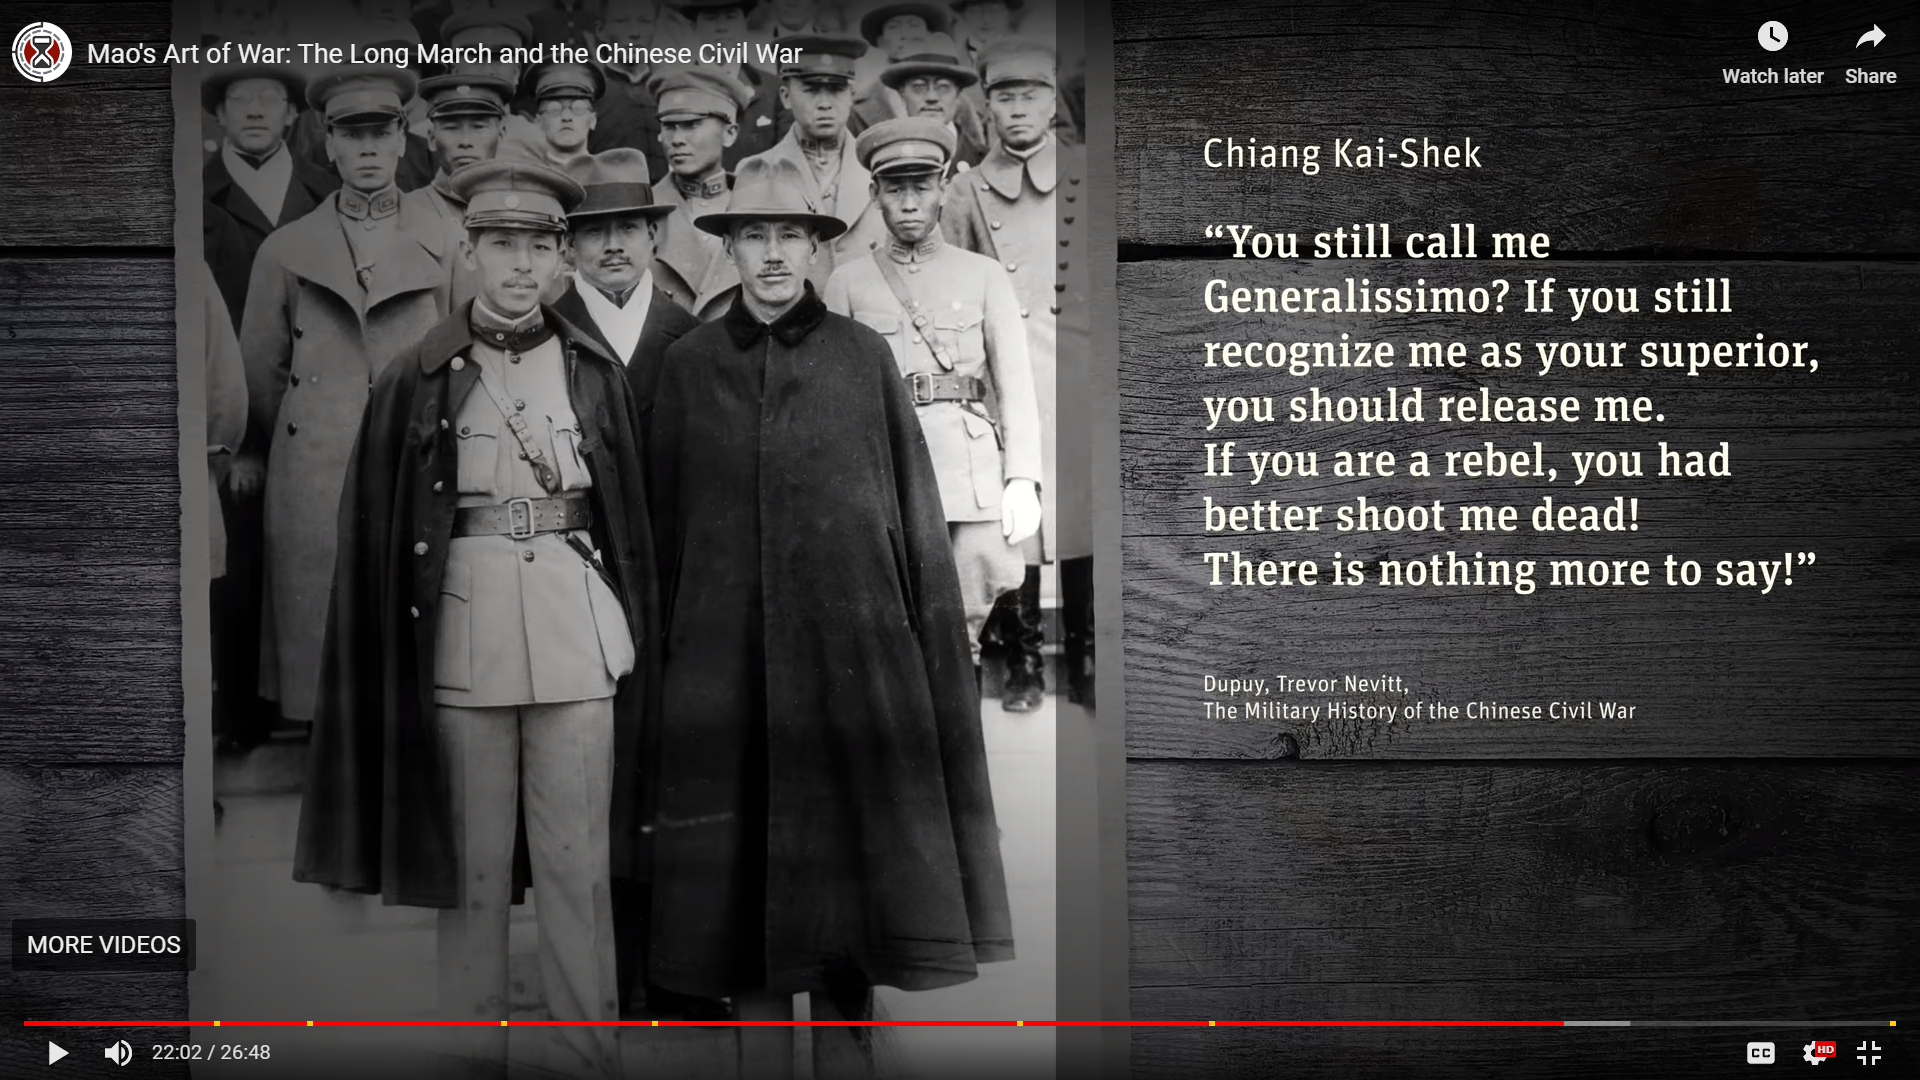 Mao's Art of War: The Long March and the Chinese Civil War
Watch later
Share
Chiang Kai-Shek
“You still call me
Generalissimo? If you still
recognize me as your superior,
you should release me.
If you are a rebel, you had
better shoot me dead!
There is nothing more to say!”
Dupuy, Trevor Nevitt,
The Military History of the Chinese Civil War
MORE VIDEOS
22:02 / 26:48
CC
HD